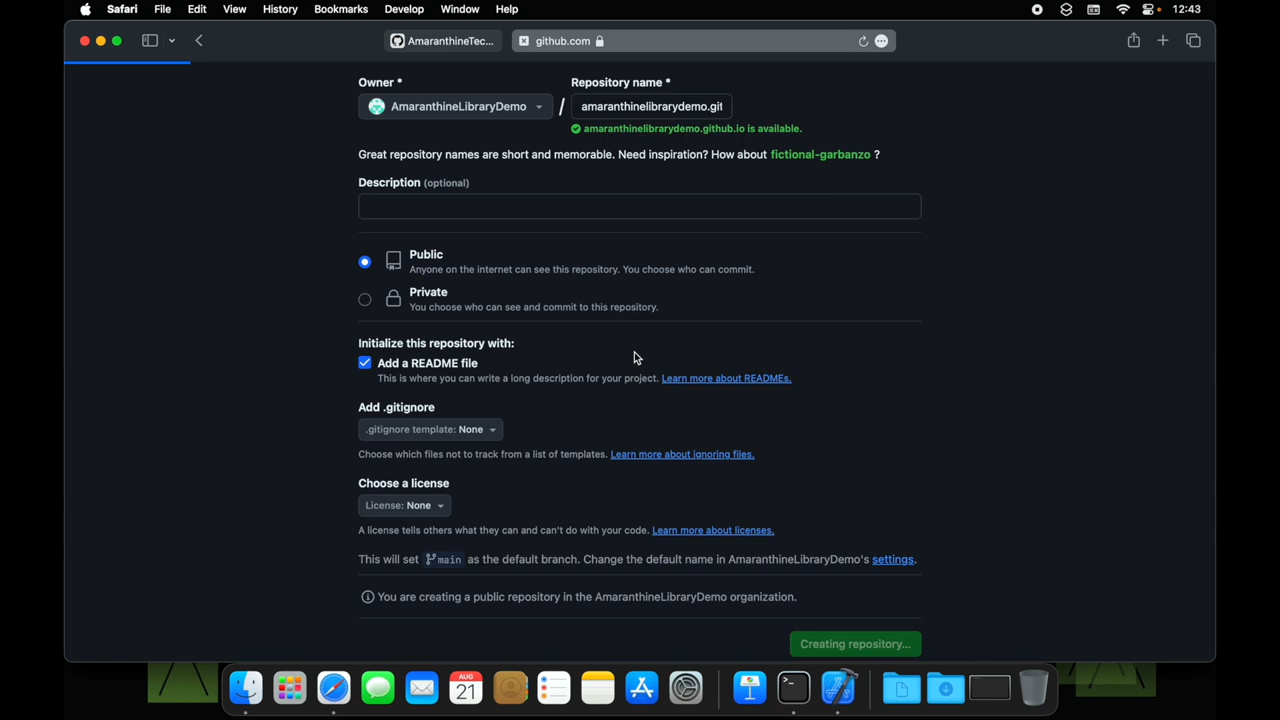 Safari File Edit View History Bookmarks Develop Window Help 12:43
AmaranthineTec... github.com
Owner * Repository name *
AmaranthineLibraryDemo / amaranthinelibrarydemo.git
amaranthinelibrarydemo.github.io is available.
Great repository names are short and memorable. Need inspiration? How about fictional-garbanzo ?
Description (optional)
Public
Anyone on the internet can see this repository. You choose who can commit.
Private
You choose who can see and commit to this repository.
Initialize this repository with:
Add a README file
This is where you can write a long description for your project. Learn more about READMEs.
Add .gitignore
.gitignore template: None
Choose which files not to track from a list of templates. Learn more about ignoring files.
Choose a license
License: None
A license tells others what they can and can't do with your code. Learn more about licenses.
This will set main as the default branch. Change the default name in AmaranthineLibraryDemo's settings.
You are creating a public repository in the AmaranthineLibraryDemo organization.
Creating repository...
AUG
21